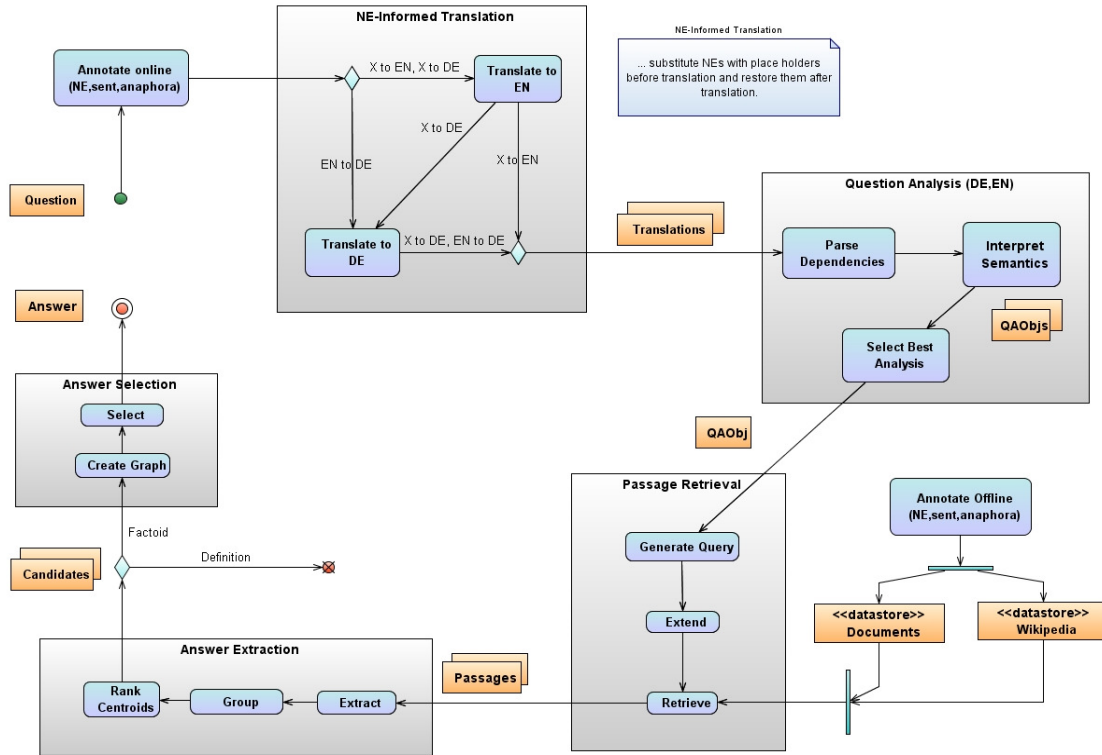 NE-Informed Translation
Annotate online
(NE,sent,anaphora)
X to EN, X to DE
Translate to
EN
X to DE
EN to DE
X to EN
Translate to
DE
X to DE, EN to DE
NE-Informed Translation
... substitute NEs with place holders
before translation and restore them after
translation.
Question
Translations
Question Analysis (DE,EN)
Parse
Dependencies
Interpret
Semantics
QAObjs
Select Best
Analysis
QAObj
Answer
Answer Selection
Select
Create Graph
Factoid
Definition
Candidates
Passage Retrieval
Generate Query
Extend
Retrieve
Annotate Offline
(NE,sent,anaphora)
<<datastore>>
Documents
<<datastore>>
Wikipedia
Answer Extraction
Rank
Centroids
Group
Extract
Passages